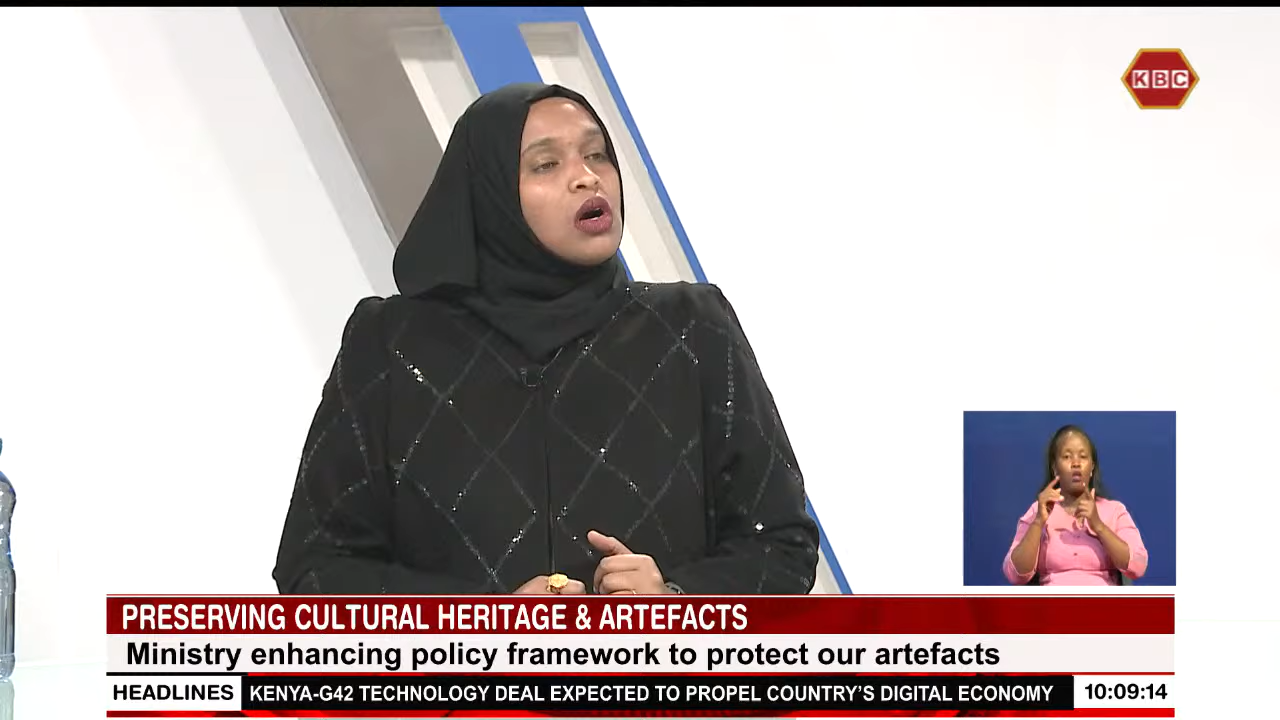 KBC
PRESERVING CULTURAL HERITAGE & ARTEFACTS
Ministry enhancing policy framework to protect our artefacts
HEADLINES KENYA-G42 TECHNOLOGY DEAL EXPECTED TO PROPEL COUNTRY'S DIGITAL ECONOMY 10:09:14